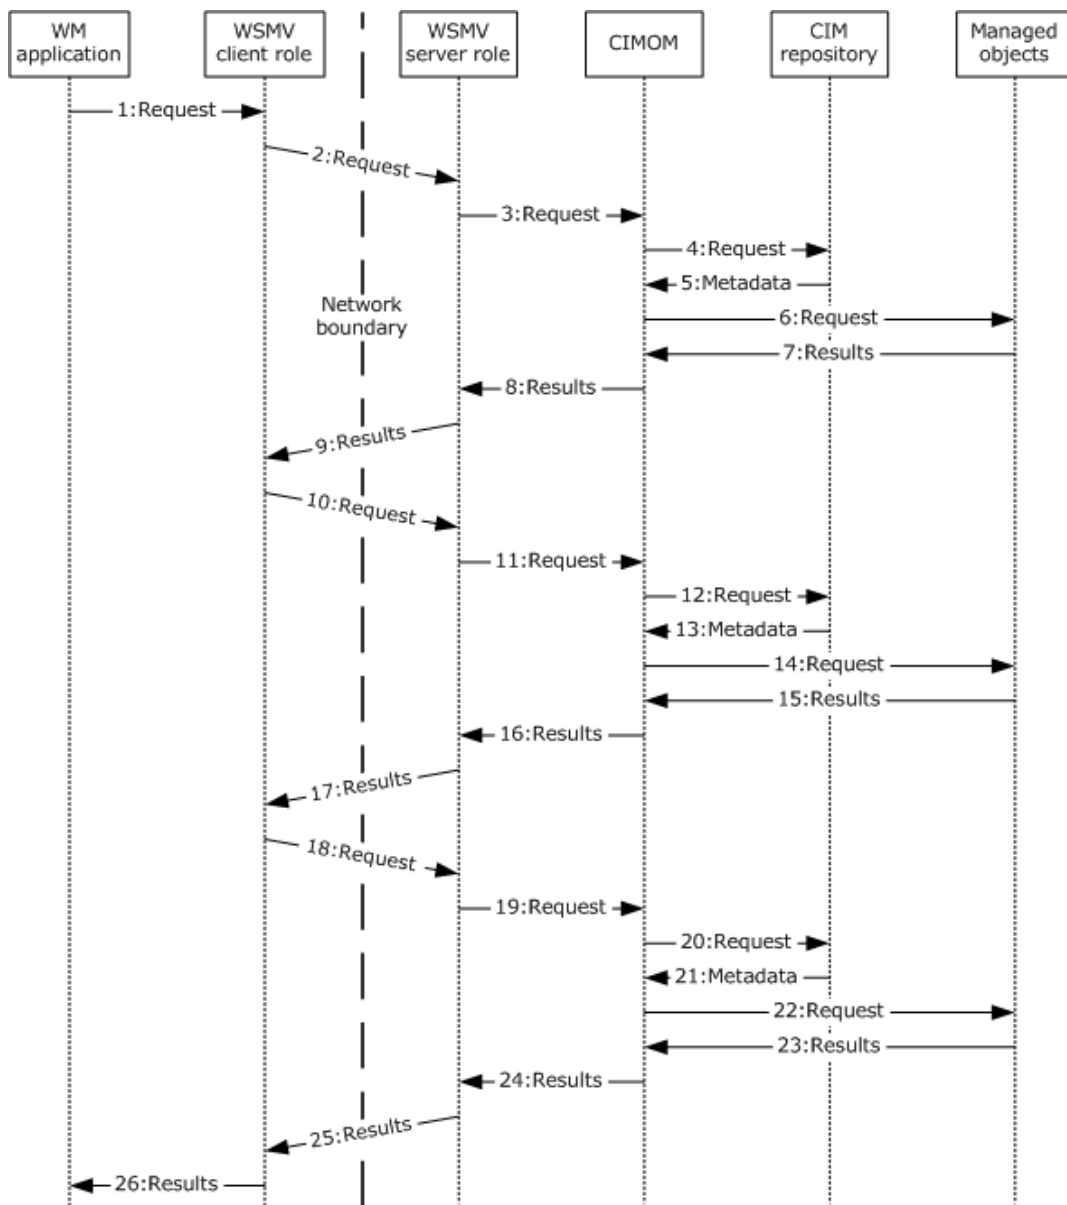 WM
application
WSMV
client role
WSMV
server role
CIMOM
CIM
repository
Managed
objects
1:Request
2:Request
3:Request
4:Request
5:Metadata
Network
boundary
6:Request
7:Results
8:Results
9:Results
10:Request
11:Request
12:Request
13:Metadata
14:Request
15:Results
16:Results
17:Results
18:Request
19:Request
20:Request
21:Metadata
22:Request
23:Results
24:Results
25:Results
26:Results